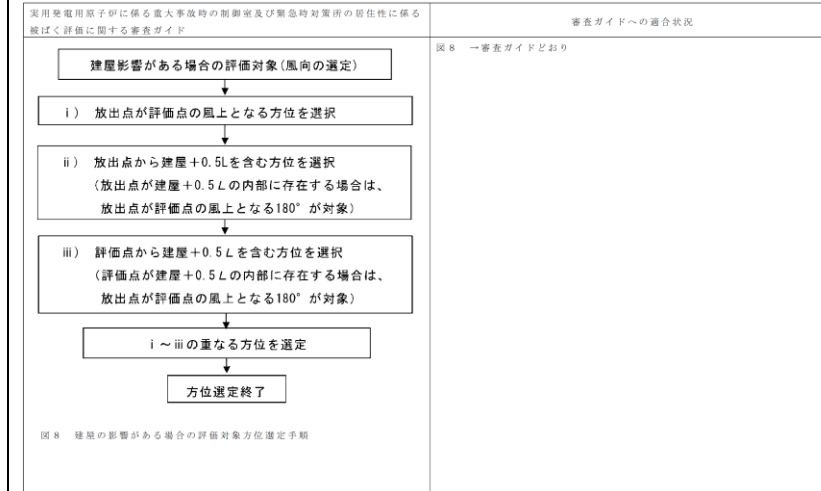 実用発電用原子炉に係る重大事故時の制御室及び緊急時対策所の居住性に係る
被ばく評価に関する審査ガイド
審査ガイドへの適合状況
図8 →審査ガイドどおり
建屋影響がある場合の評価対象(風向の選定)
ⅰ) 放出点が評価点の風上となる方位を選択
ⅱ) 放出点から建屋+0.5Lを含む方位を選択
(放出点が建屋+0.5Lの内部に存在する場合は、
放出点が評価点の風上となる180°が対象)
ⅲ) 評価点から建屋+0.5Lを含む方位を選択
(評価点が建屋+0.5Lの内部に存在する場合は、
放出点が評価点の風上となる180°が対象)
ⅰ～ⅲの重なる方位を選定
方位選定終了
図8 建屋の影響がある場合の評価対象方位選定手順